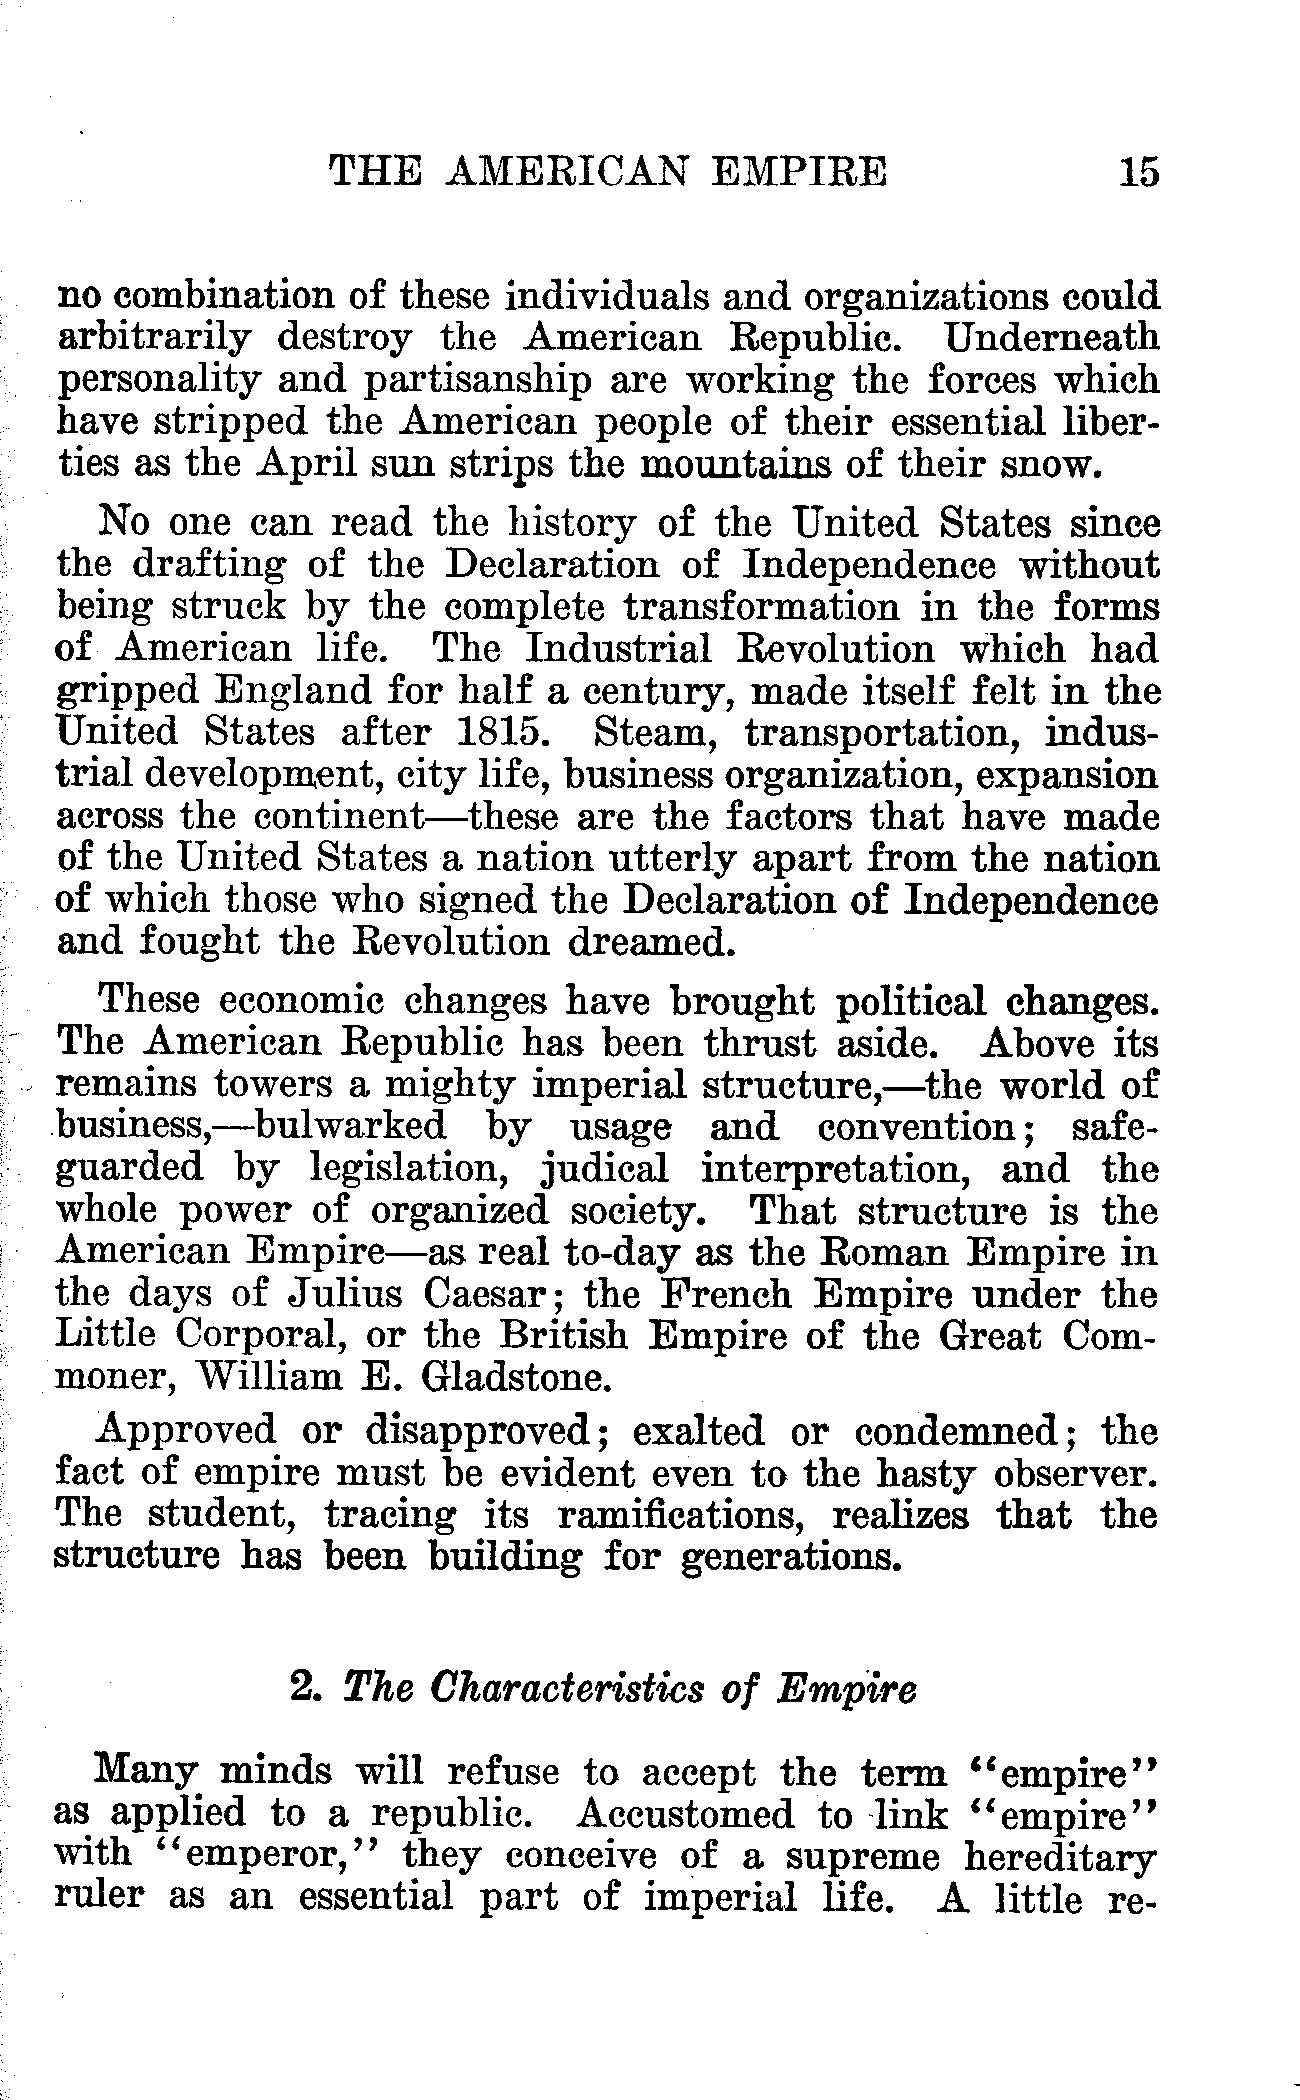 THE AMERICAN EMPIRE 15
no combination of these individuals and organizations could
arbitrarily destroy the American Republic. Underneath
personality and partisanship are working the forces which
have stripped the American people of their essential liber-
ties as the April sun strips the mountains of their snow.
No one can read the history of the United States since
the drafting of the Declaration of Independence without
being struck by the complete transformation in the forms
of American life. The Industrial Revolution which had
gripped England for half a century, made itself felt in the
United States after 1815. Steam, transportation, indus-
trial development, city life, business organization, expansion
across the continent—these are the factors that have made
of the United States a nation utterly apart from the nation
of which those who signed the Declaration of Independence
and fought the Revolution dreamed.
These economic changes have brought political changes.
The American Republic has been thrust aside. Above its
remains towers a mighty imperial structure,—the world of
business,—bulwarked by usage and convention; safe-
guarded by legislation, judical interpretation, and the
whole power of organized society. That structure is the
American Empire—as real to-day as the Roman Empire in
the days of Julius Caesar; the French Empire under the
Little Corporal, or the British Empire of the Great Com-
moner, William E. Gladstone.
Approved or disapproved; exalted or condemned; the
fact of empire must be evident even to the hasty observer.
The student, tracing its ramifications, realizes that the
structure has been building for generations.
2. The Characteristics of Empire
Many minds will refuse to accept the term "empire"
as applied to a republic. Accustomed to link "empire"
with "emperor," they conceive of a supreme hereditary
ruler as an essential part of imperial life. A little re-